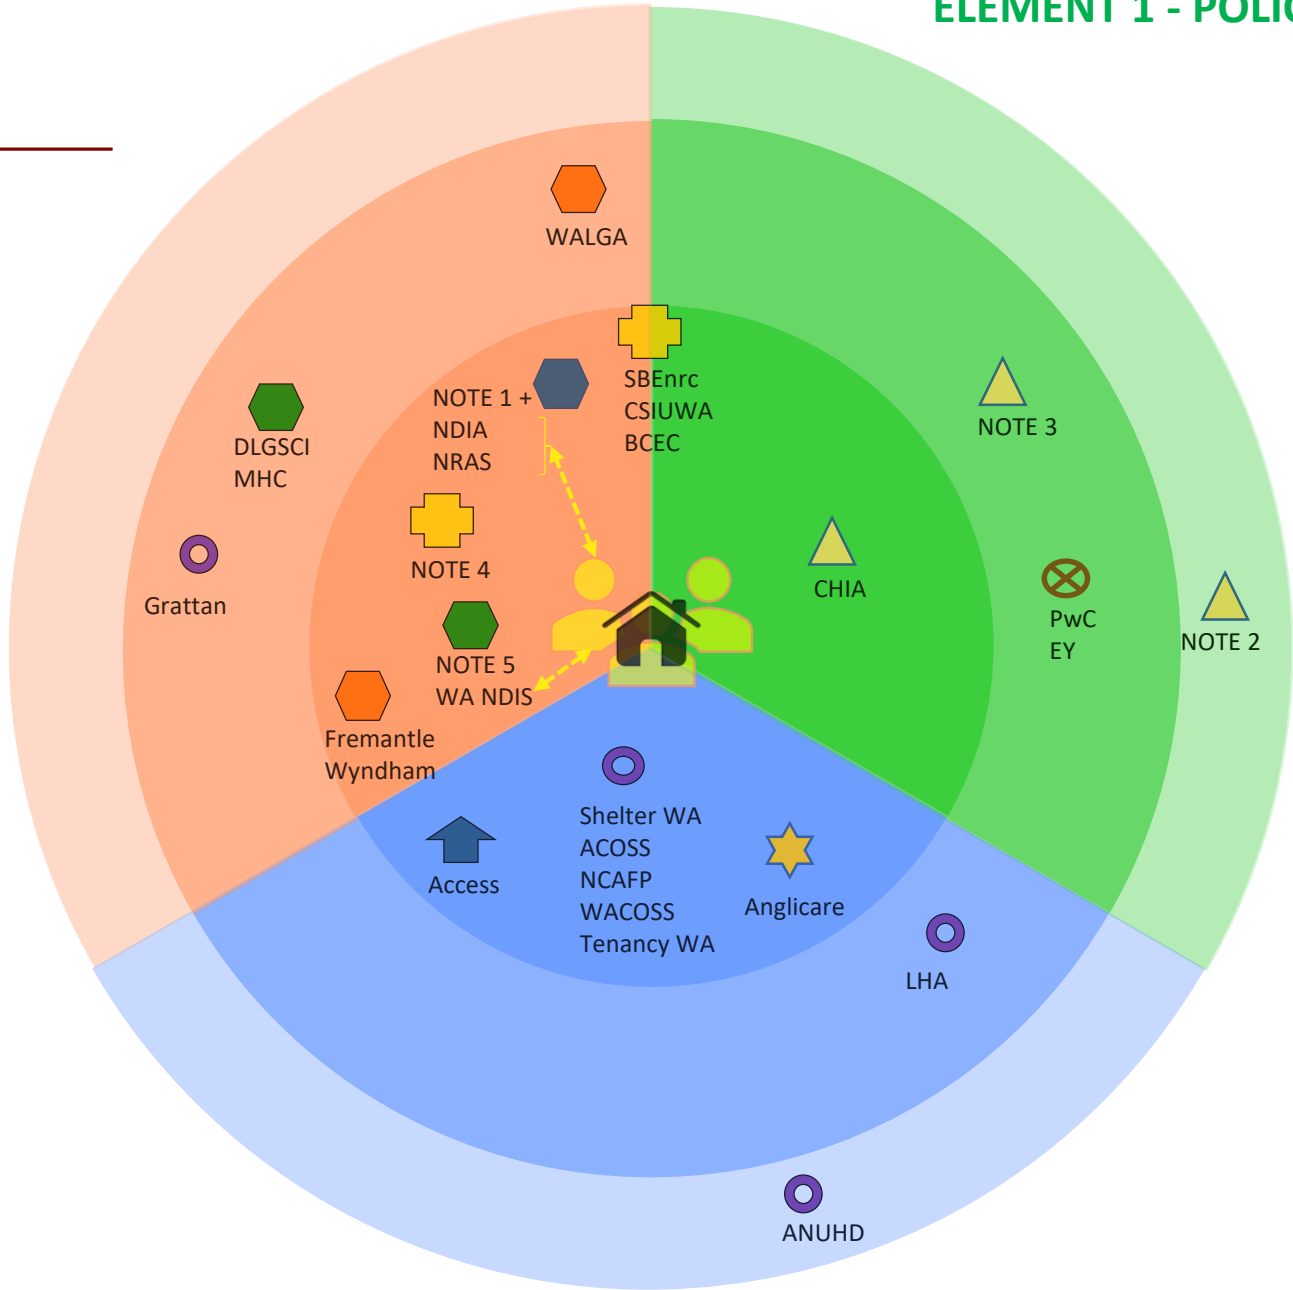 ELEMENT 1 - POLIC
WALGA
SBEnrc
CSIUWA
BCEC
NOTE 1 +
NDIA
NRAS
NOTE 3
DLGSCI
MHC
NOTE 4
CHIA
Grattan
PwC
EY
NOTE 2
NOTE 5
WA NDIS
Fremantle
Wyndham
Access
Shelter WA
ACOSS
NCAFP
WACOSS
Tenancy WA
Anglicare
LHA
ANUHD